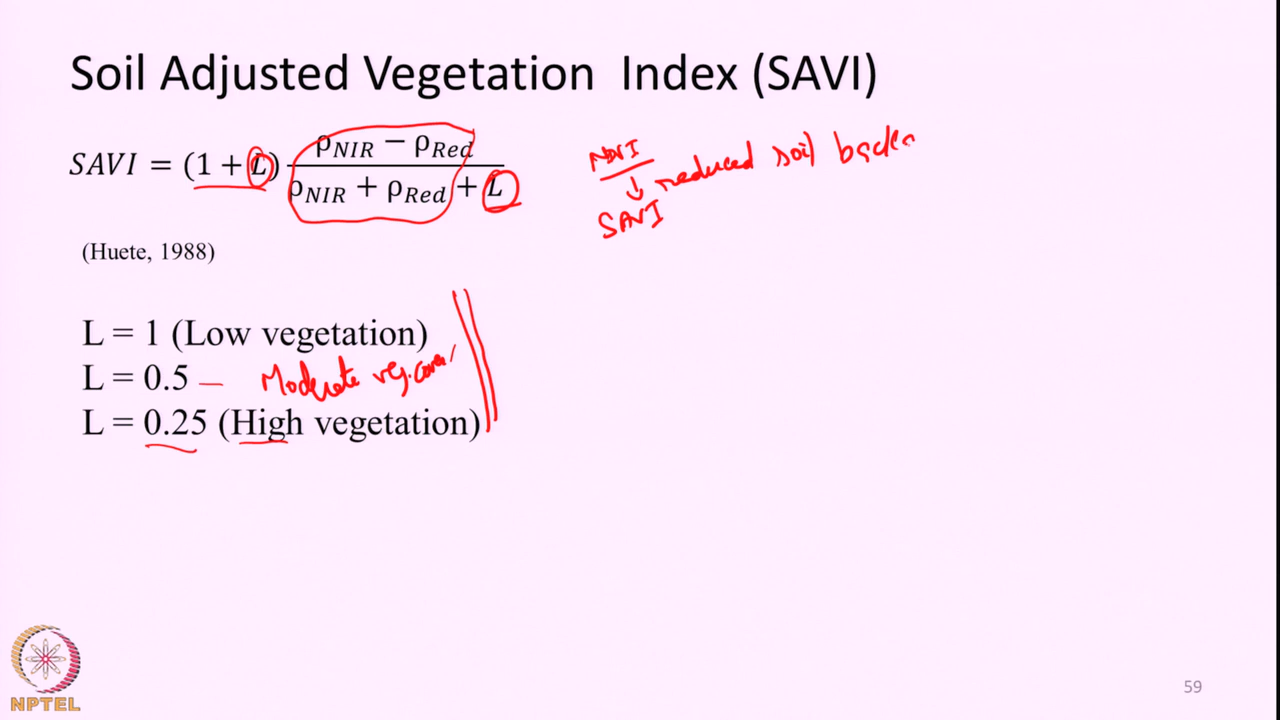 Soil Adjusted Vegetation Index (SAVI)
SAVI = (1 + L) (ρNIR − ρRed) / (ρNIR + ρRed + L)
NDVI
↓ reduced soil
SAVI
(Huete, 1988)
L = 1 (Low vegetation)
L = 0.5 — Moderate veg. cover
L = 0.25 (High vegetation)
NPTEL
59